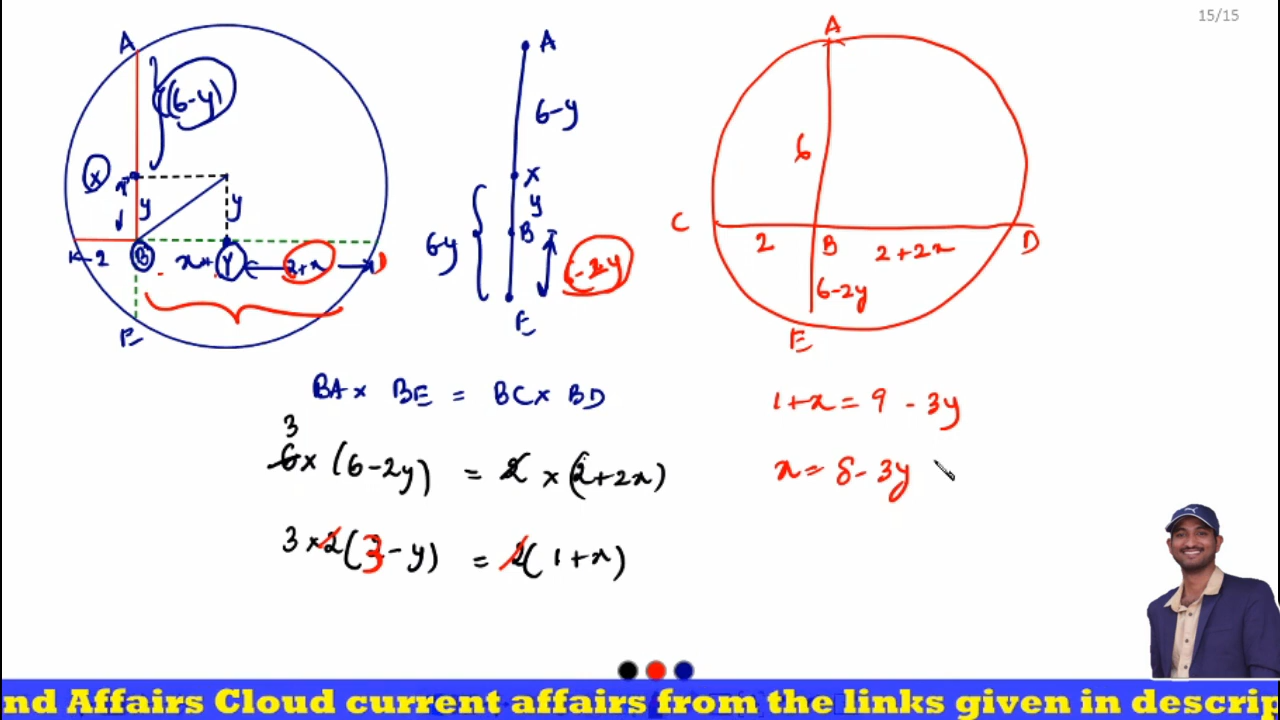 15/15
A
(6-y)
X
y
y
2
B
x
Y
2+x
D
E
A
6-y
X
y
B
6-y
6-2y
E
A
6
C
2
B
2+2x
D
6-2y
E
BA× BE = BC× BD
3
6×(6-2y) = 2×(2+2x)
3×2(3-y) = 2(1+x)
1+x = 9-3y
x = 8-3y
nd Affairs Cloud current affairs from the links given in descrip